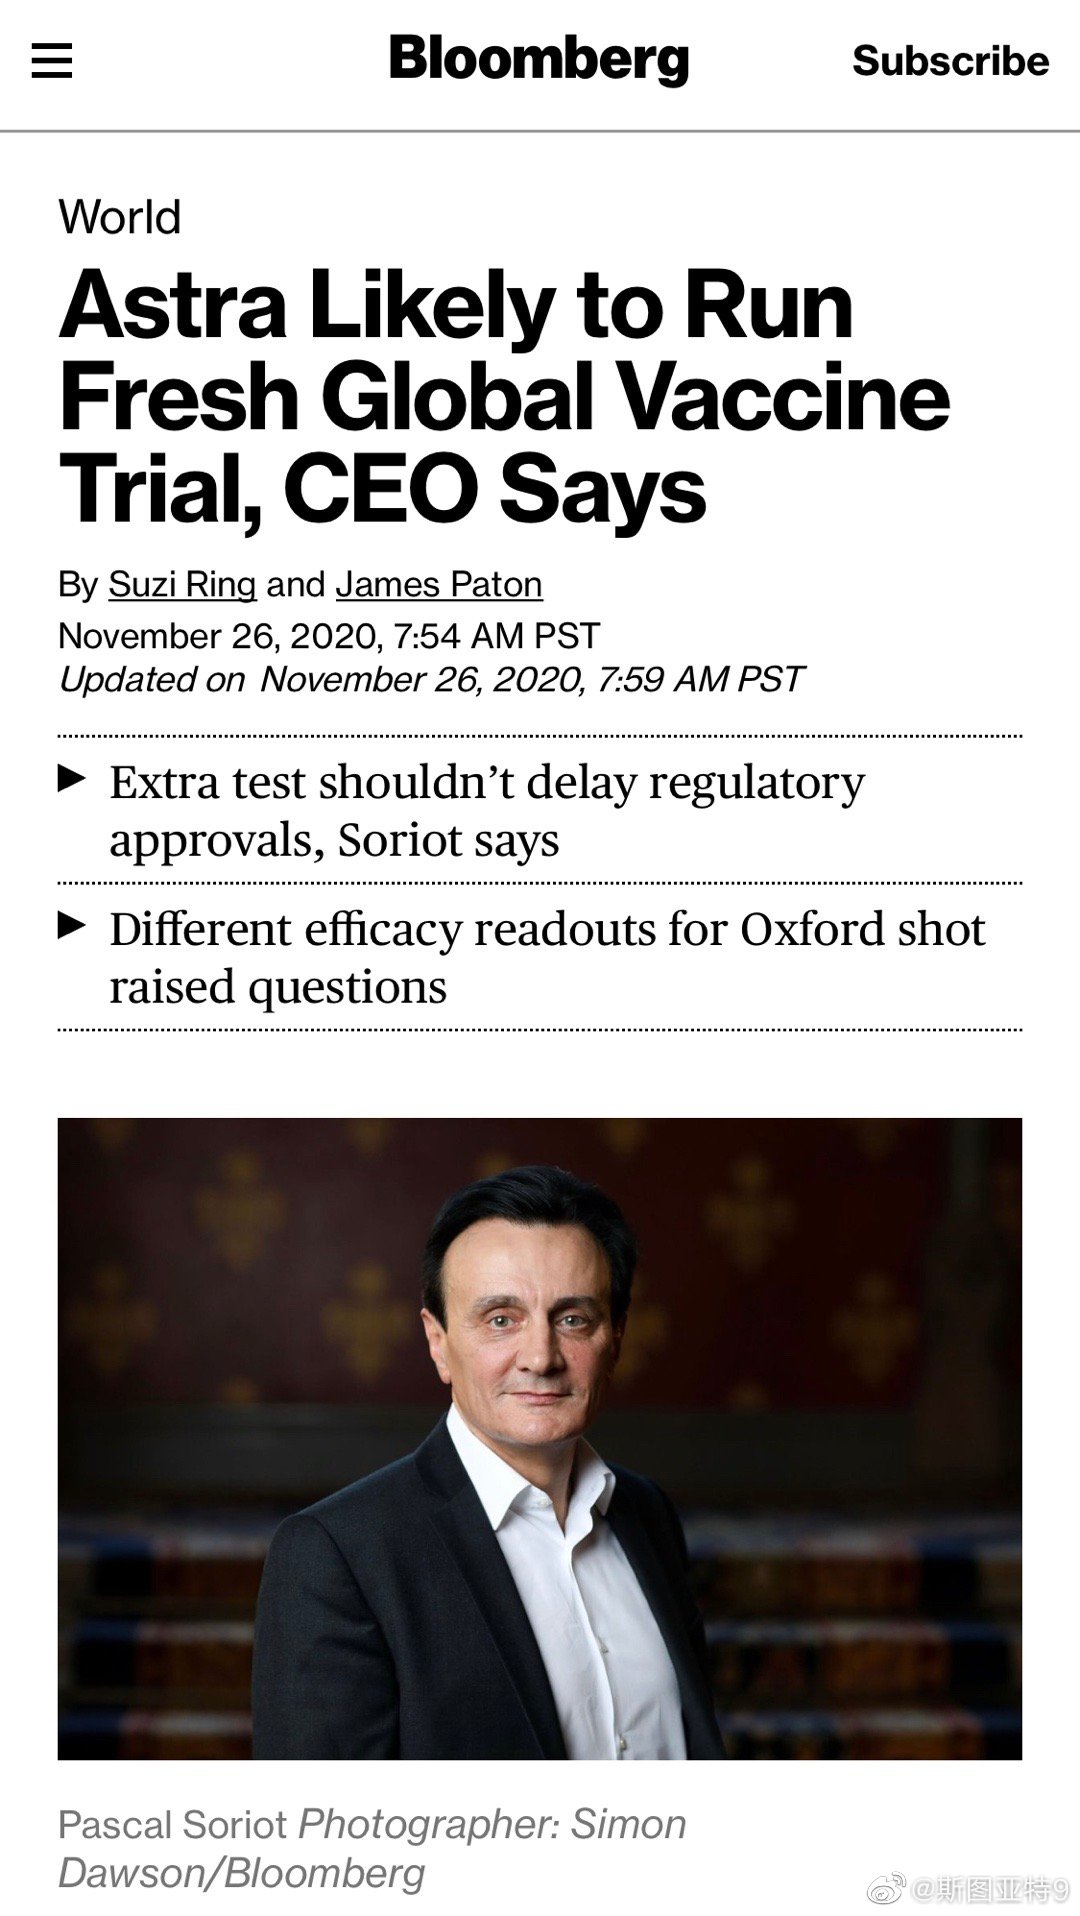 Bloomberg
Subscribe
World
Astra Likely to Run
Fresh Global Vaccine
Trial, CEO Says
By Suzi Ring and James Paton
November 26, 2020, 7:54 AM PST
Updated on November 26, 2020, 7:59 AM PST
Extra test shouldn’t delay regulatory
approvals, Soriot says
Different efficacy readouts for Oxford shot
raised questions
Pascal Soriot Photographer: Simon
Dawson/Bloomberg
@斯图亚特9